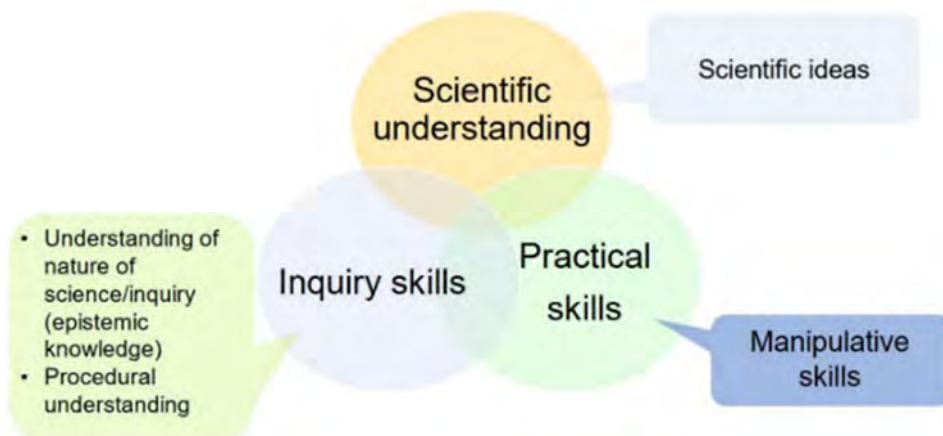 Scientific
understanding
Scientific ideas
• Understanding of
nature of
science/inquiry
(epistemic
knowledge)
• Procedural
understanding
Inquiry skills
Practical
skills
Manipulative
skills